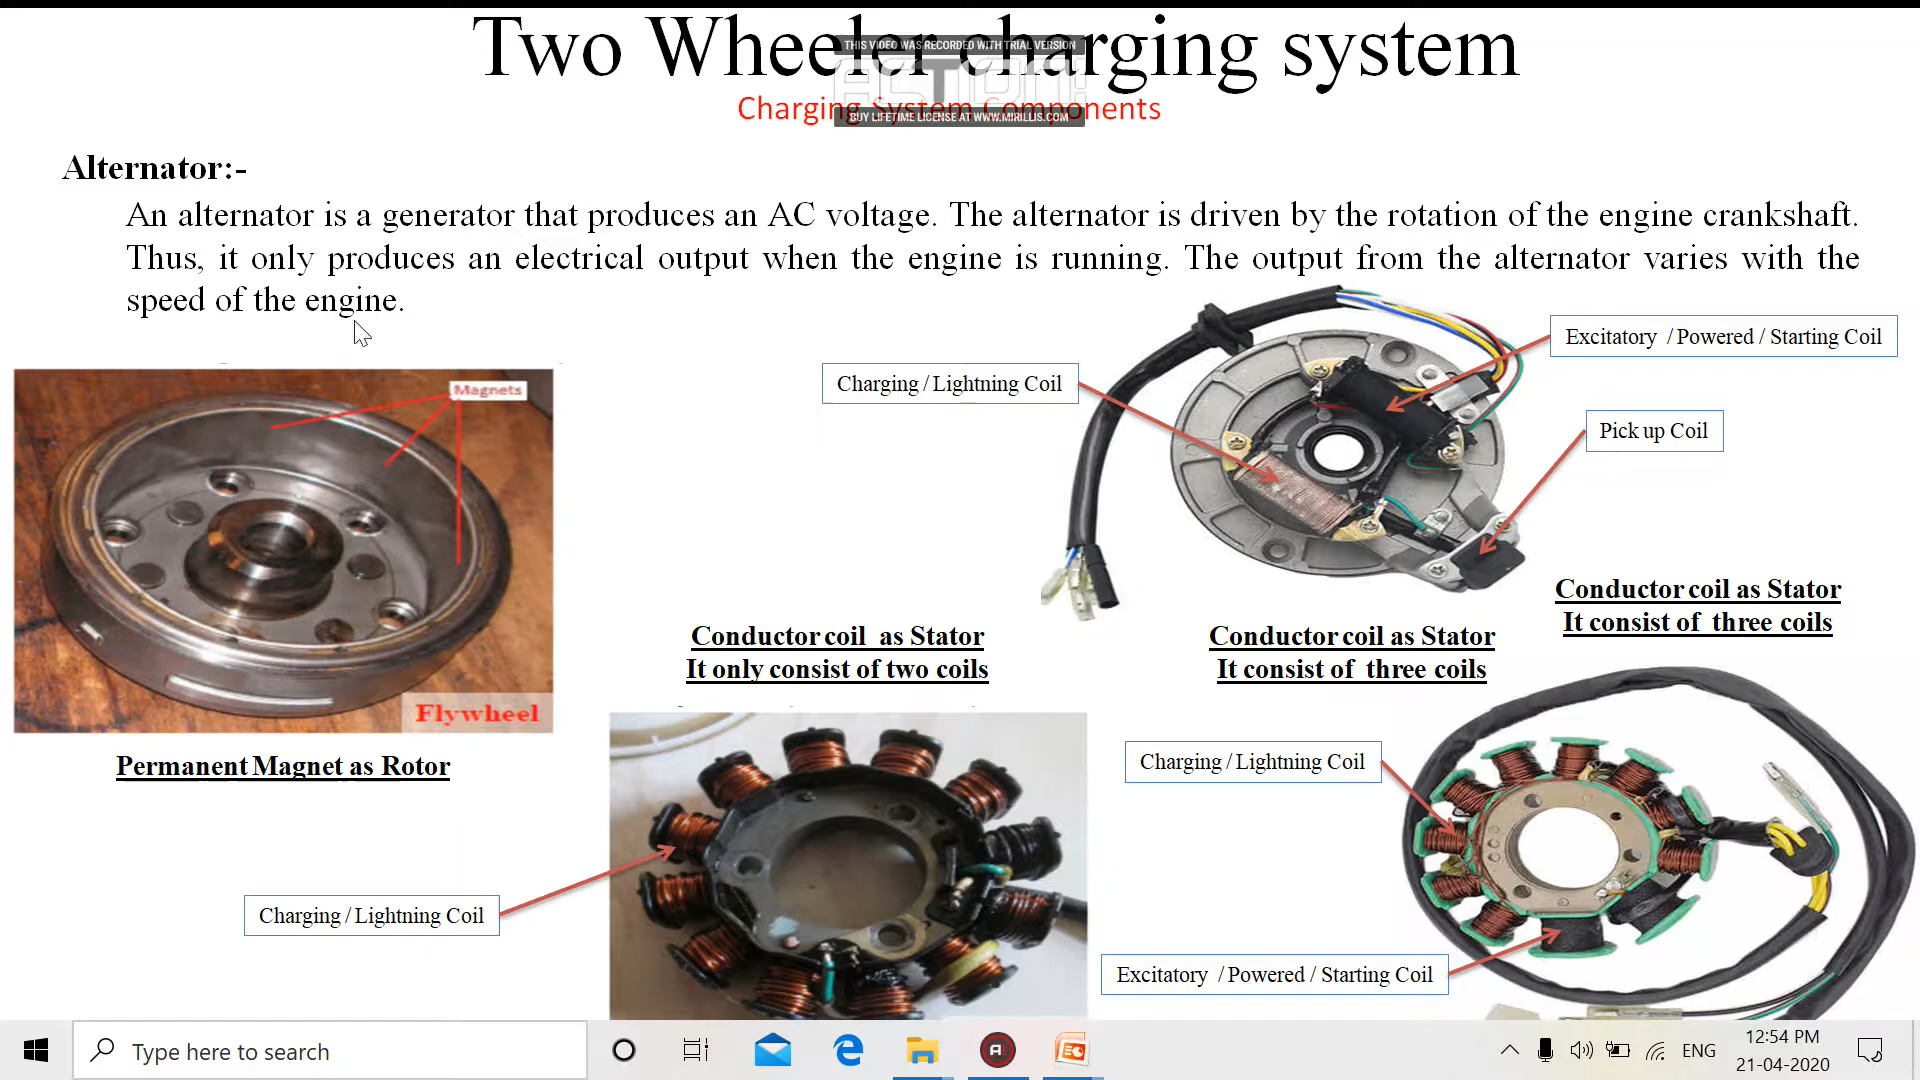 Two Wheeler charging system
THIS VIDEO WAS RECORDED WITH TRIAL VERSION
ACTION!
Charging System Components
BUY LIFETIME LICENSE AT WWW.MIRILLIS.COM
Alternator:-
An alternator is a generator that produces an AC voltage. The alternator is driven by the rotation of the engine crankshaft.
Thus, it only produces an electrical output when the engine is running. The output from the alternator varies with the
speed of the engine.
Excitatory / Powered / Starting Coil
Charging / Lightning Coil
Magnets
Pick up Coil
Conductor coil as Stator
It consist of three coils
Conductor coil as Stator
It only consist of two coils
Conductor coil as Stator
It consist of three coils
Flywheel
Permanent Magnet as Rotor
Charging / Lightning Coil
Charging / Lightning Coil
Excitatory / Powered / Starting Coil
Type here to search
ENG
12:54 PM
21-04-2020